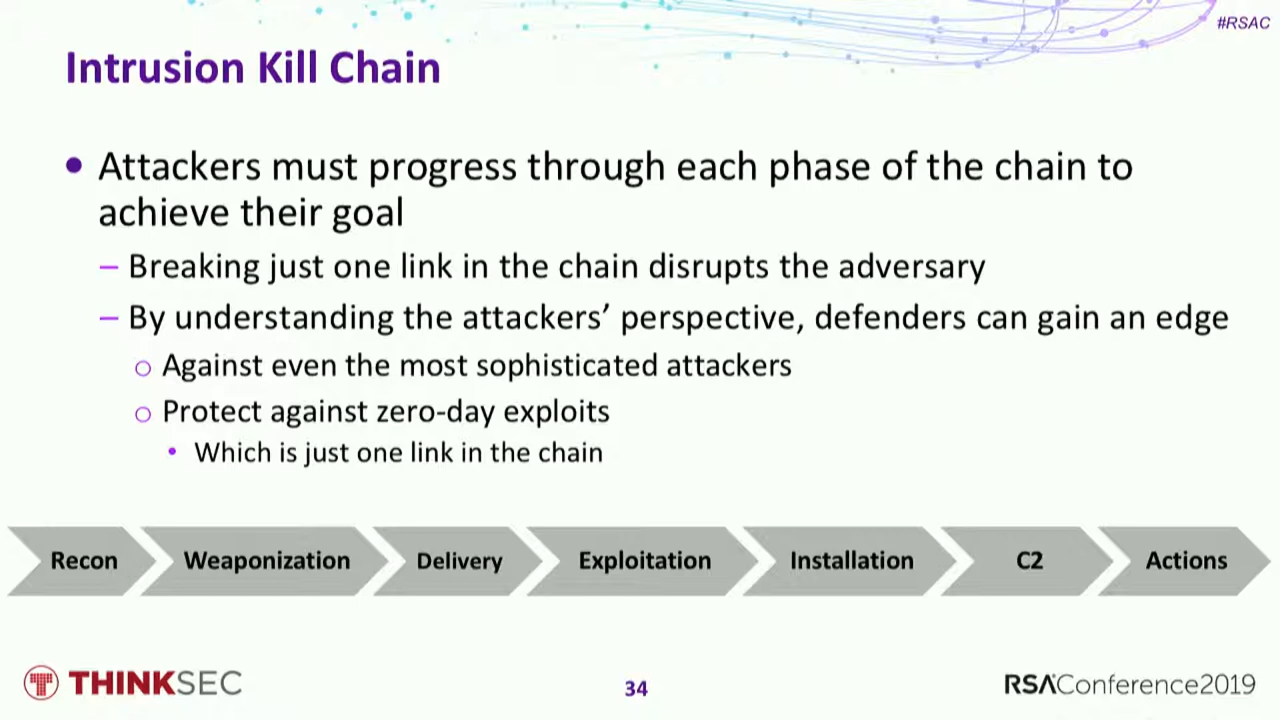 #RSAC
Intrusion Kill Chain
• Attackers must progress through each phase of the chain to
achieve their goal
– Breaking just one link in the chain disrupts the adversary
– By understanding the attackers’ perspective, defenders can gain an edge
○ Against even the most sophisticated attackers
○ Protect against zero-day exploits
• Which is just one link in the chain
Recon Weaponization Delivery Exploitation Installation C2 Actions
THINKSEC 34 RSAConference2019